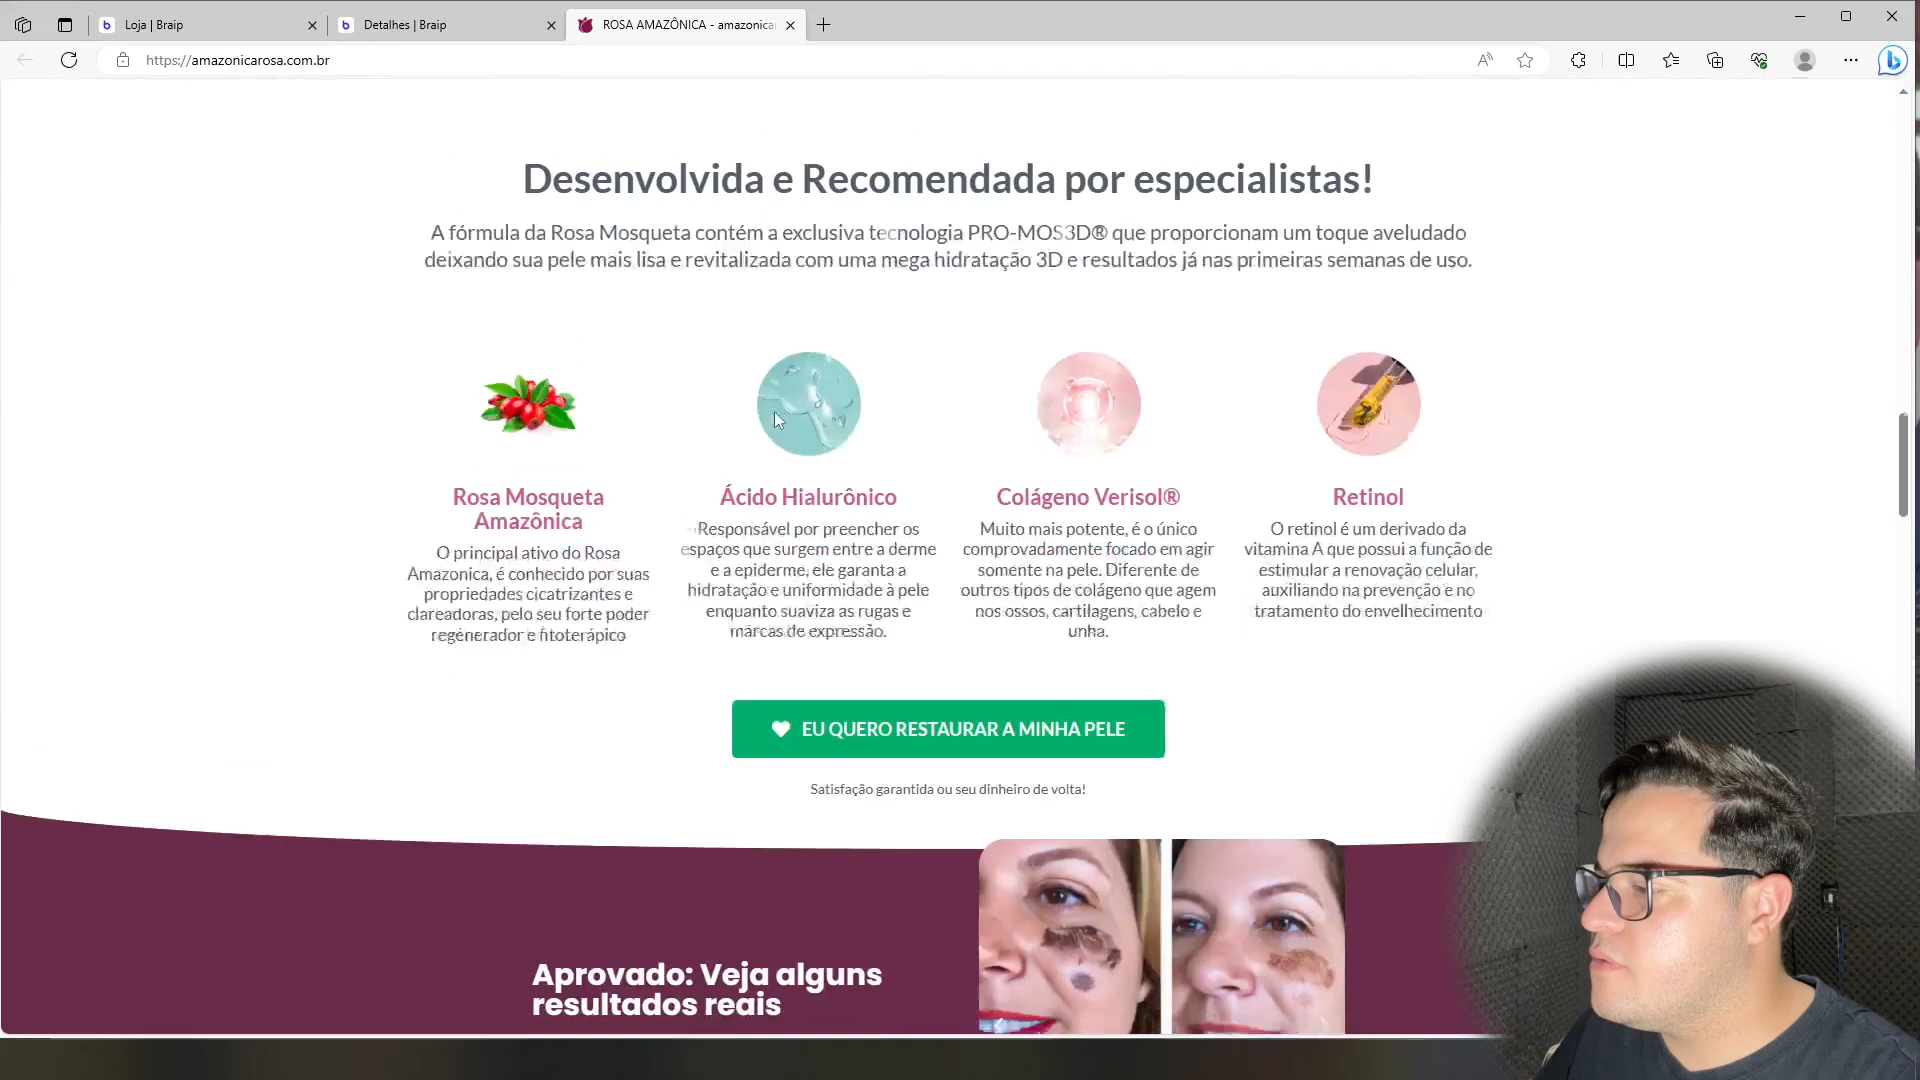 Loja | Braip
Detalhes | Braip
ROSA AMAZÔNICA - amazonica
https://amazonicarosa.com.br
Desenvolvida e Recomendada por especialistas!
A fórmula da Rosa Mosqueta contém a exclusiva tecnologia PRO-MOS3D® que proporcionam um toque aveludado
deixando sua pele mais lisa e revitalizada com uma mega hidratação 3D e resultados já nas primeiras semanas de uso.
Rosa Mosqueta
Amazônica
O principal ativo do Rosa
Amazonica, é conhecido por suas
propriedades cicatrizantes e
clareadoras, pelo seu forte poder
regenerador e fitoterápico
Ácido Hialurônico
Responsável por preencher os
espaços que surgem entre a derme
e a epiderme, ele garanta a
hidratação e uniformidade à pele
enquanto suaviza as rugas e
marcas de expressão.
Colágeno Verisol®
Muito mais potente, é o único
comprovadamente focado em agir
somente na pele. Diferente de
outros tipos de colágeno que agem
nos ossos, cartilagens, cabelo e
unha.
Retinol
O retinol é um derivado da
vitamina A que possui a função de
estimular a renovação celular,
auxiliando na prevenção e no
tratamento do envelhecimento
EU QUERO RESTAURAR A MINHA PELE
Satisfação garantida ou seu dinheiro de volta!
Aprovado: Veja alguns
resultados reais